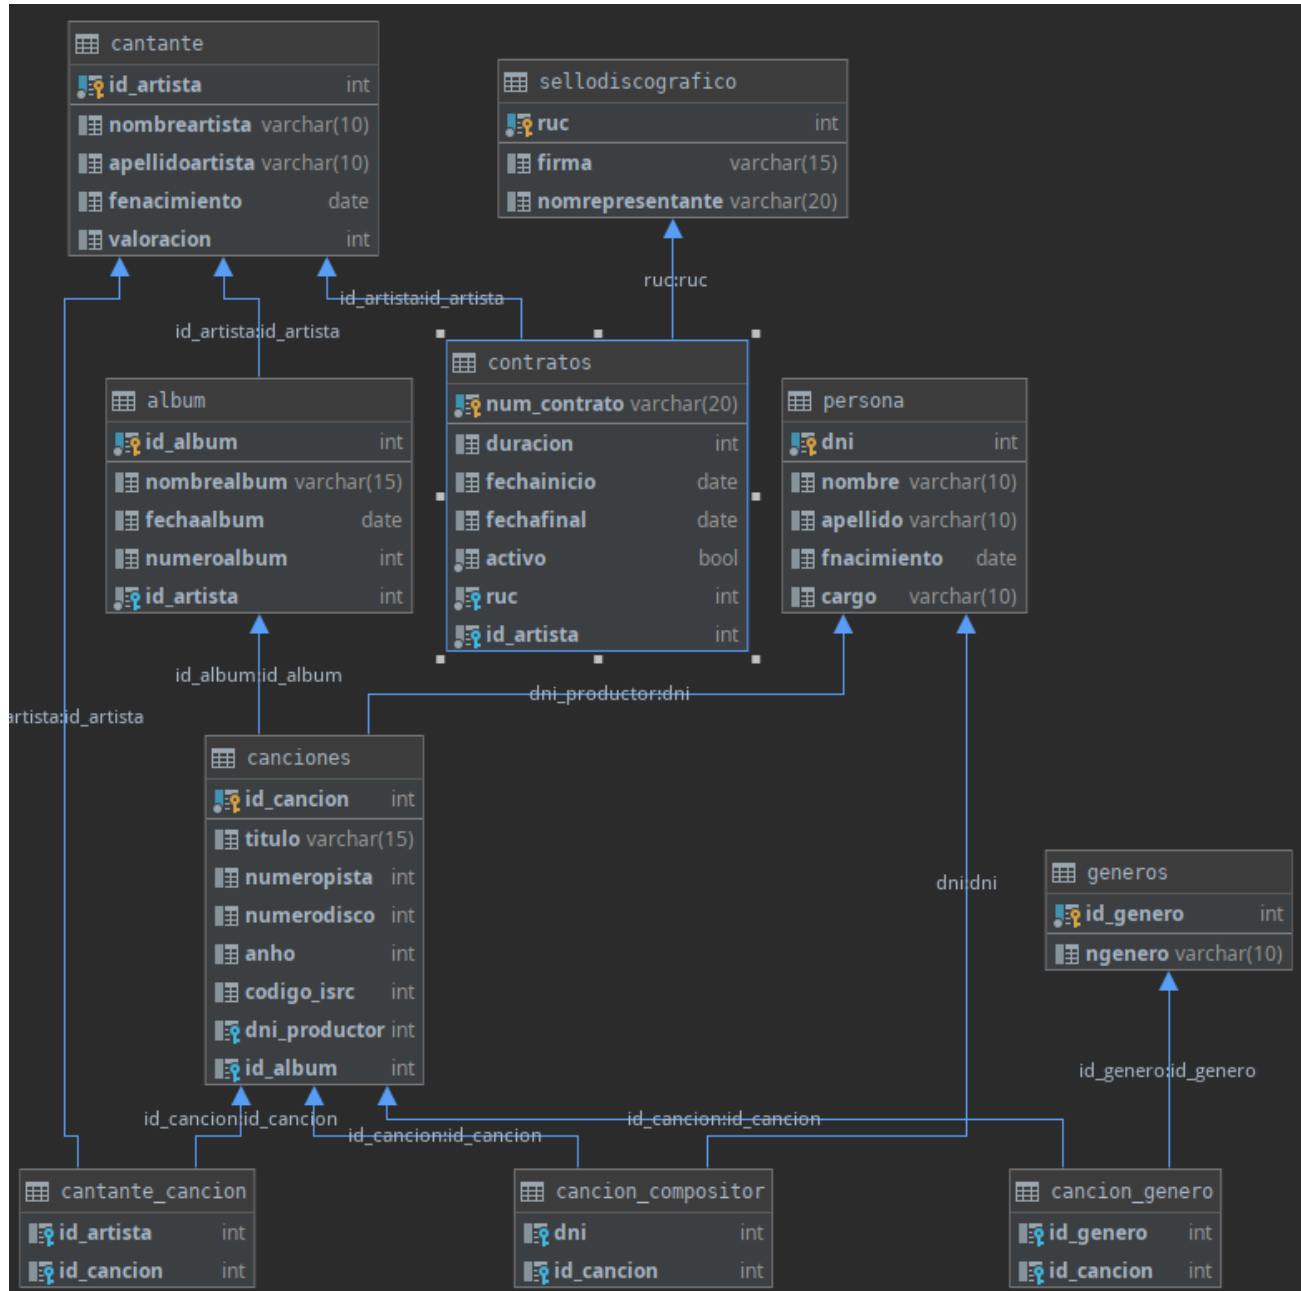 cantante
id_artista int
nombreartista varchar(10)
apellidoartista varchar(10)
fenacimiento date
valoracion int
sellodiscografico
ruc int
firma varchar(15)
nomrepresentante varchar(20)
ruc:ruc
id_artista:id_artista
id_artista:id_artista
contratos
num_contrato varchar(20)
duracion int
fechainicio date
fechafinal date
activo bool
ruc int
id_artista int
album
id_album int
nombrealbum varchar(15)
fechaalbum date
numeroalbum int
id_artista int
persona
dni int
nombre varchar(10)
apellido varchar(10)
fnacimiento date
cargo varchar(10)
id_album:id_album
dni_productor:dni
artista:id_artista
canciones
id_cancion int
titulo varchar(15)
numeropista int
numerodisco int
anho int
codigo_isrc int
dni_productor int
id_album int
dni:dni
generos
id_genero int
ngenero varchar(10)
id_genero:id_genero
id_cancion:id_cancion
id_cancion:id_cancion
id_cancion:id_cancion
cantante_cancion
id_artista int
id_cancion int
cancion_compositor
dni int
id_cancion int
cancion_genero
id_genero int
id_cancion int